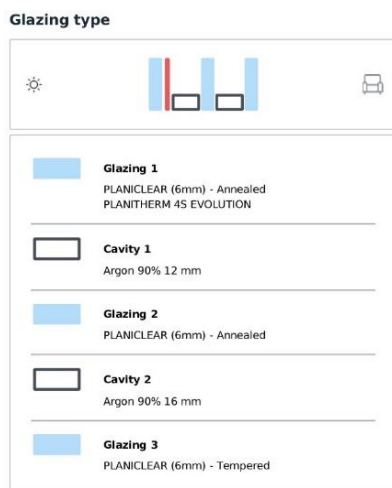 Glazing type
Glazing 1
PLANICLEAR (6mm) - Annealed
PLANITHERM 4S EVOLUTION
Cavity 1
Argon 90% 12 mm
Glazing 2
PLANICLEAR (6mm) - Annealed
Cavity 2
Argon 90% 16 mm
Glazing 3
PLANICLEAR (6mm) - Tempered